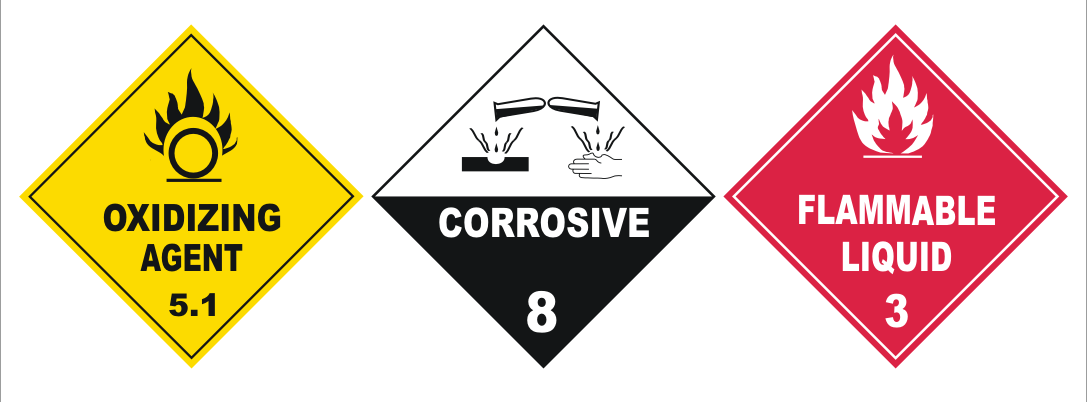 OXIDIZING
AGENT
5.1
CORROSIVE
8
FLAMMABLE
LIQUID
3